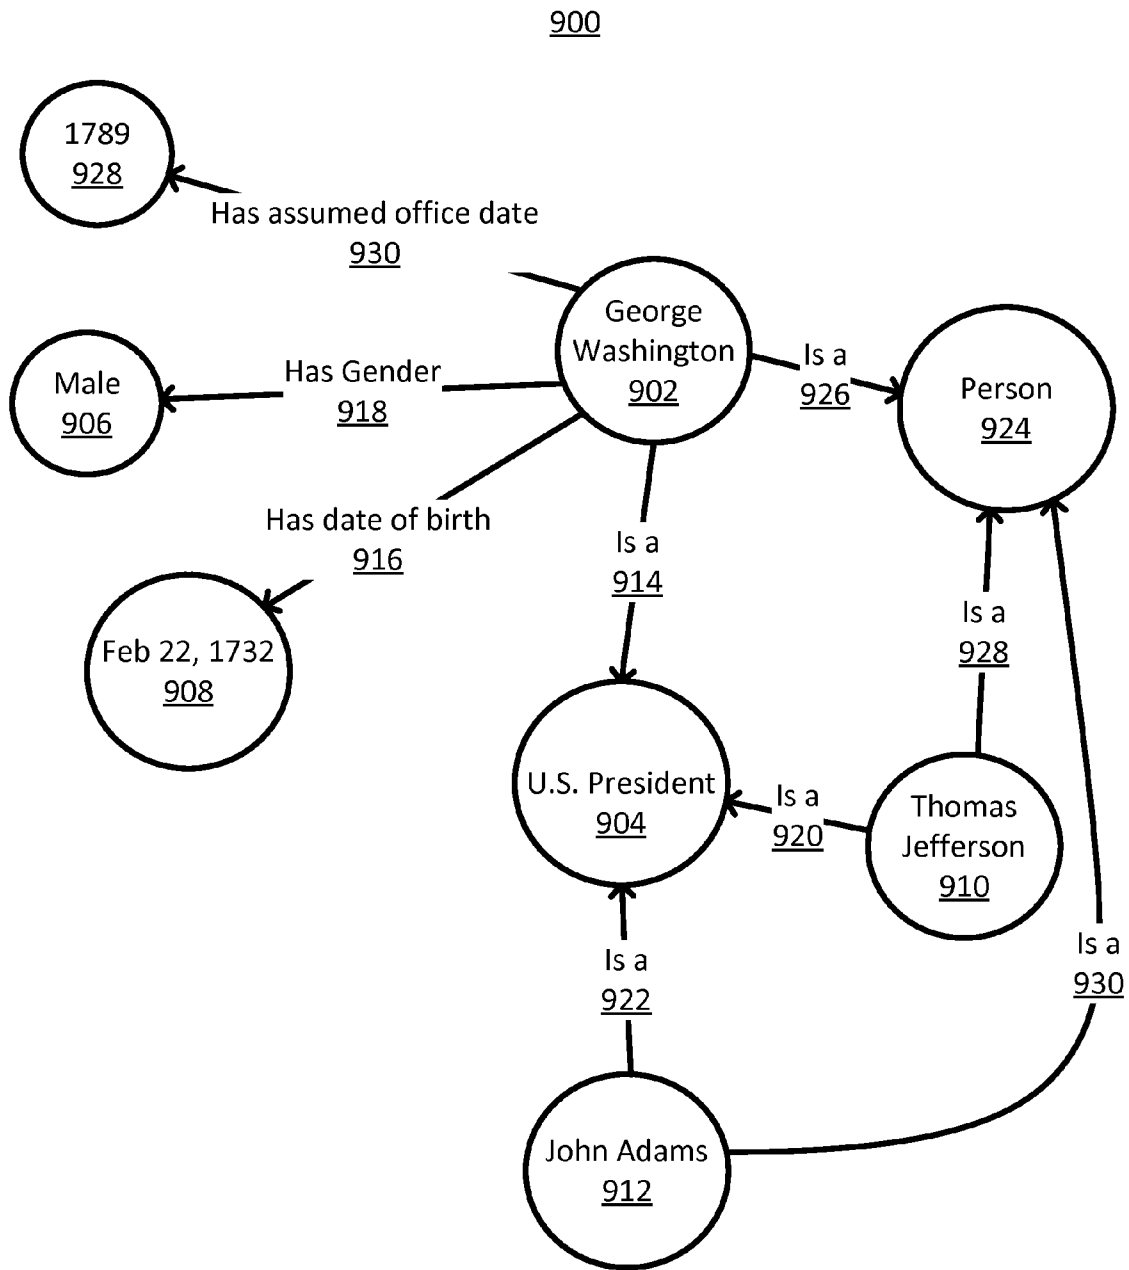 900
1789
928
Has assumed office date
930
George
Washington
902
Is a
926
Person
924
Male
906
Has Gender
918
Has date of birth
916
Is a
914
Feb 22, 1732
908
Is a
928
U.S. President
904
Is a
920
Thomas
Jefferson
910
Is a
922
Is a
930
John Adams
912